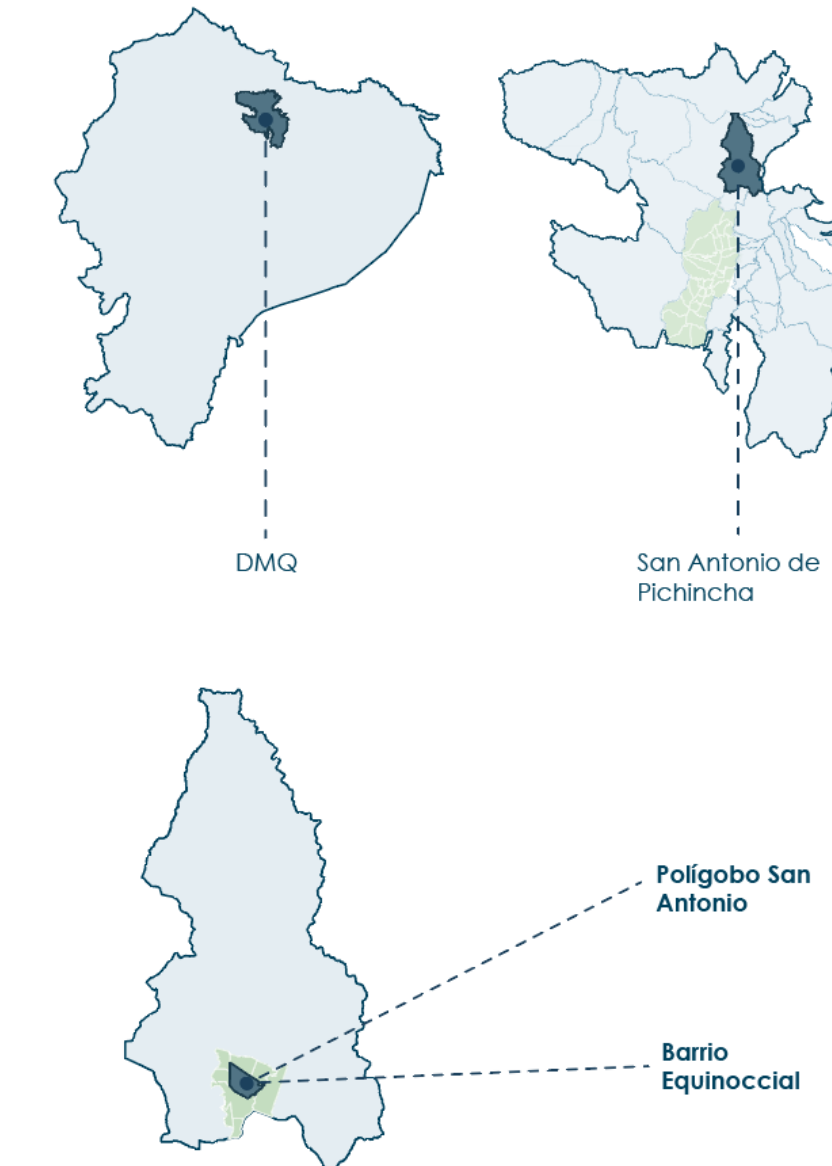 DMQ
San Antonio de
Pichincha
Polígobo San
Antonio
Barrio
Equinoccial